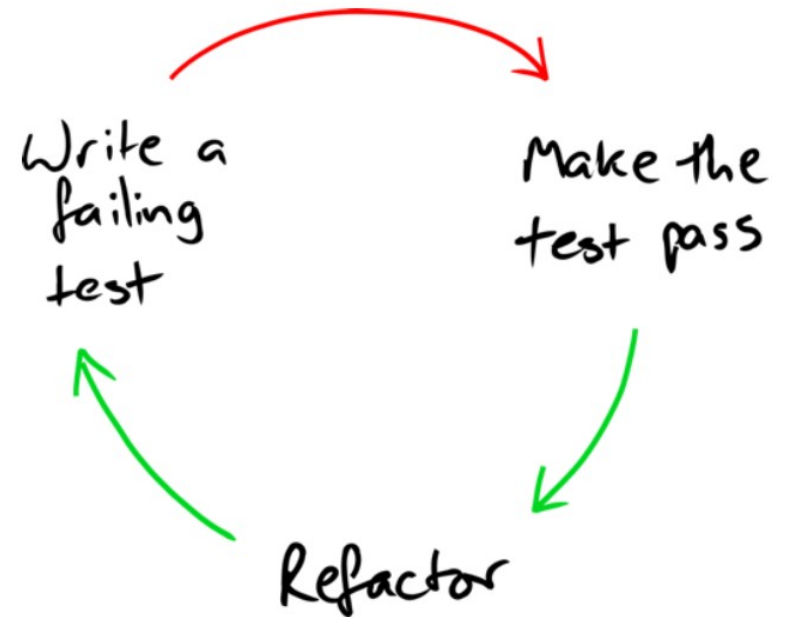 Write a
failing
test
Make the
test pass
Refactor